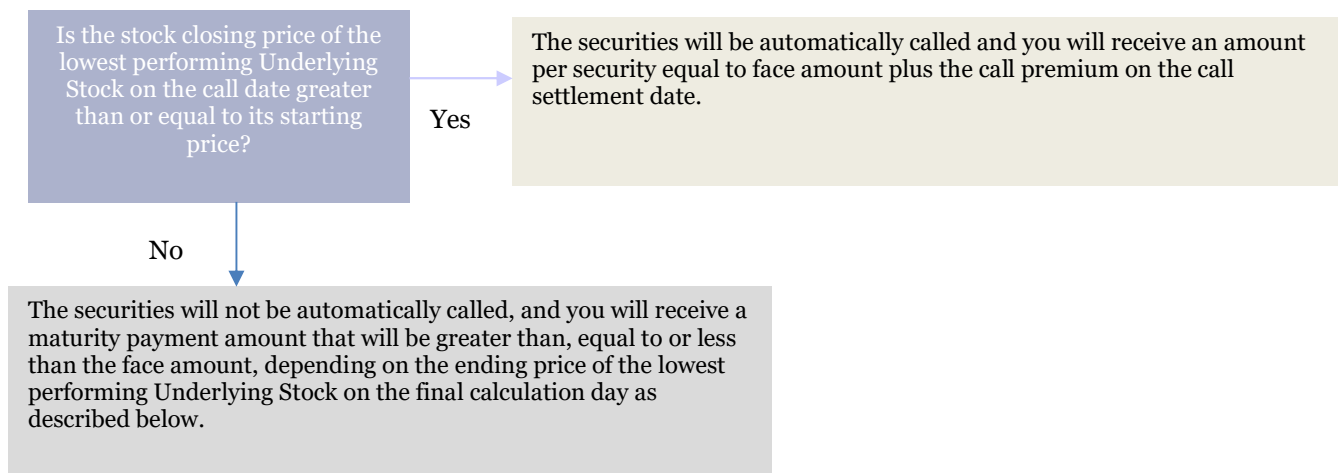 Is the stock closing price of the
lowest performing Underlying
Stock on the call date greater
than or equal to its starting
price?
Yes
The securities will be automatically called and you will receive an amount
per security equal to face amount plus the call premium on the call
settlement date.
No
The securities will not be automatically called, and you will receive a
maturity payment amount that will be greater than, equal to or less
than the face amount, depending on the ending price of the lowest
performing Underlying Stock on the final calculation day as
described below.